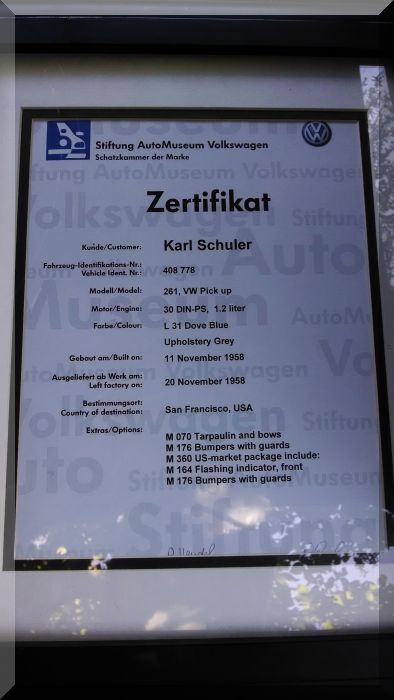 Stiftung AutoMuseum Volkswagen
Schatzkammer der Marke
Zertifikat
Kunde/Customer: Karl Schuler
Fahrzeug-Identifikations-Nr.:
Vehicle Ident. Nr.: 408 778
Modell/Model: 261, VW Pick up
Motor/Engine: 30 DIN-PS, 1.2 liter
Farbe/Colour: L 31 Dove Blue
Upholstery Grey
Gebaut am/Built on: 11 November 1958
Ausgeliefert ab Werk am:
Left factory on: 20 November 1958
Bestimmungsort:
Country of destination: San Francisco, USA
Extras/Options:
M 070 Tarpaulin and bows
M 176 Bumpers with guards
M 360 US-market package include:
M 164 Flashing indicator, front
M 176 Bumpers with guards